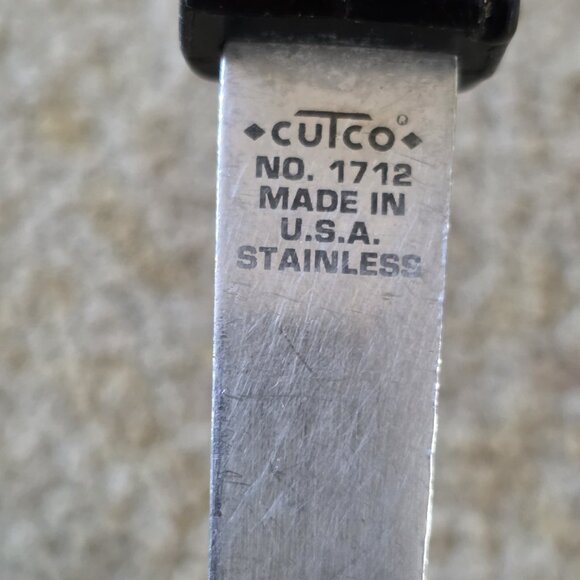 CUTCO®
NO. 1712
MADE IN
U.S.A.
STAINLESS